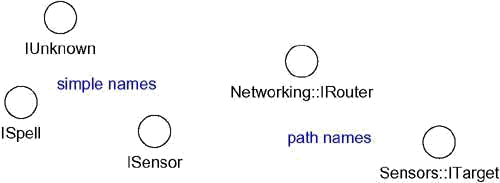 IUnknown
simple names
Networking::IRouter
ISpell
ISensor
path names
Sensors::ITarget